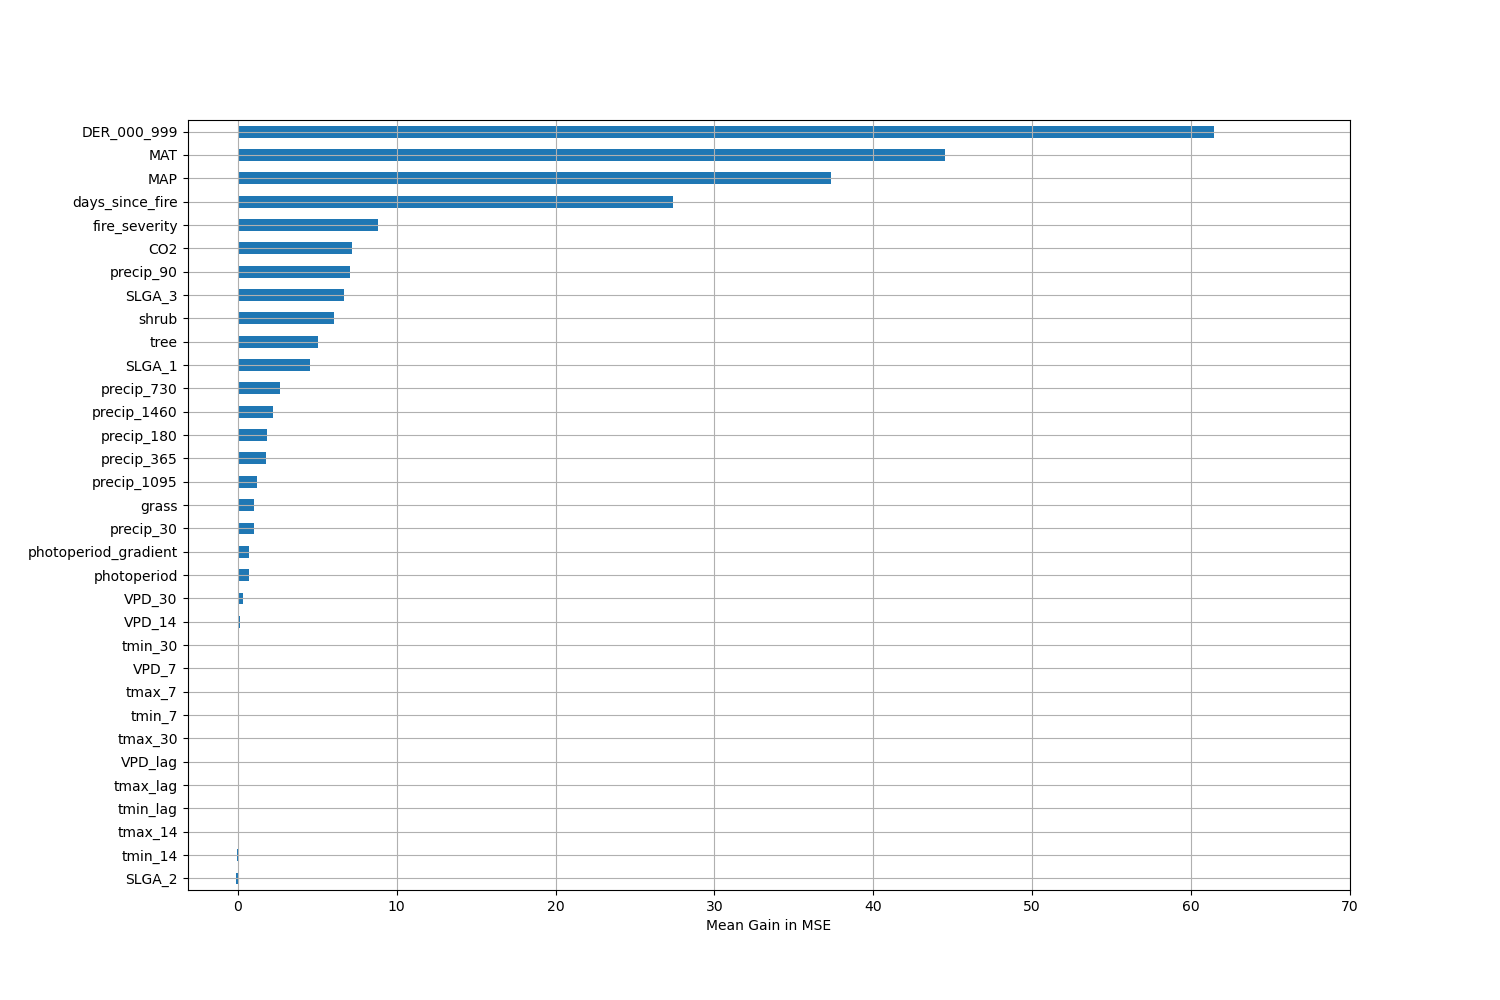 DER_000_999
MAT
MAP
days_since_fire
fire_severity
CO2
precip_90
SLGA_3
shrub
tree
SLGA_1
precip_730
precip_1460
precip_180
precip_365
precip_1095
grass
precip_30
photoperiod_gradient
photoperiod
VPD_30
VPD_14
tmin_30
VPD_7
tmax_7
tmin_7
tmax_30
VPD_lag
tmax_lag
tmin_lag
tmax_14
tmin_14
SLGA_2
0 10 20 30 40 50 60 70
Mean Gain in MSE